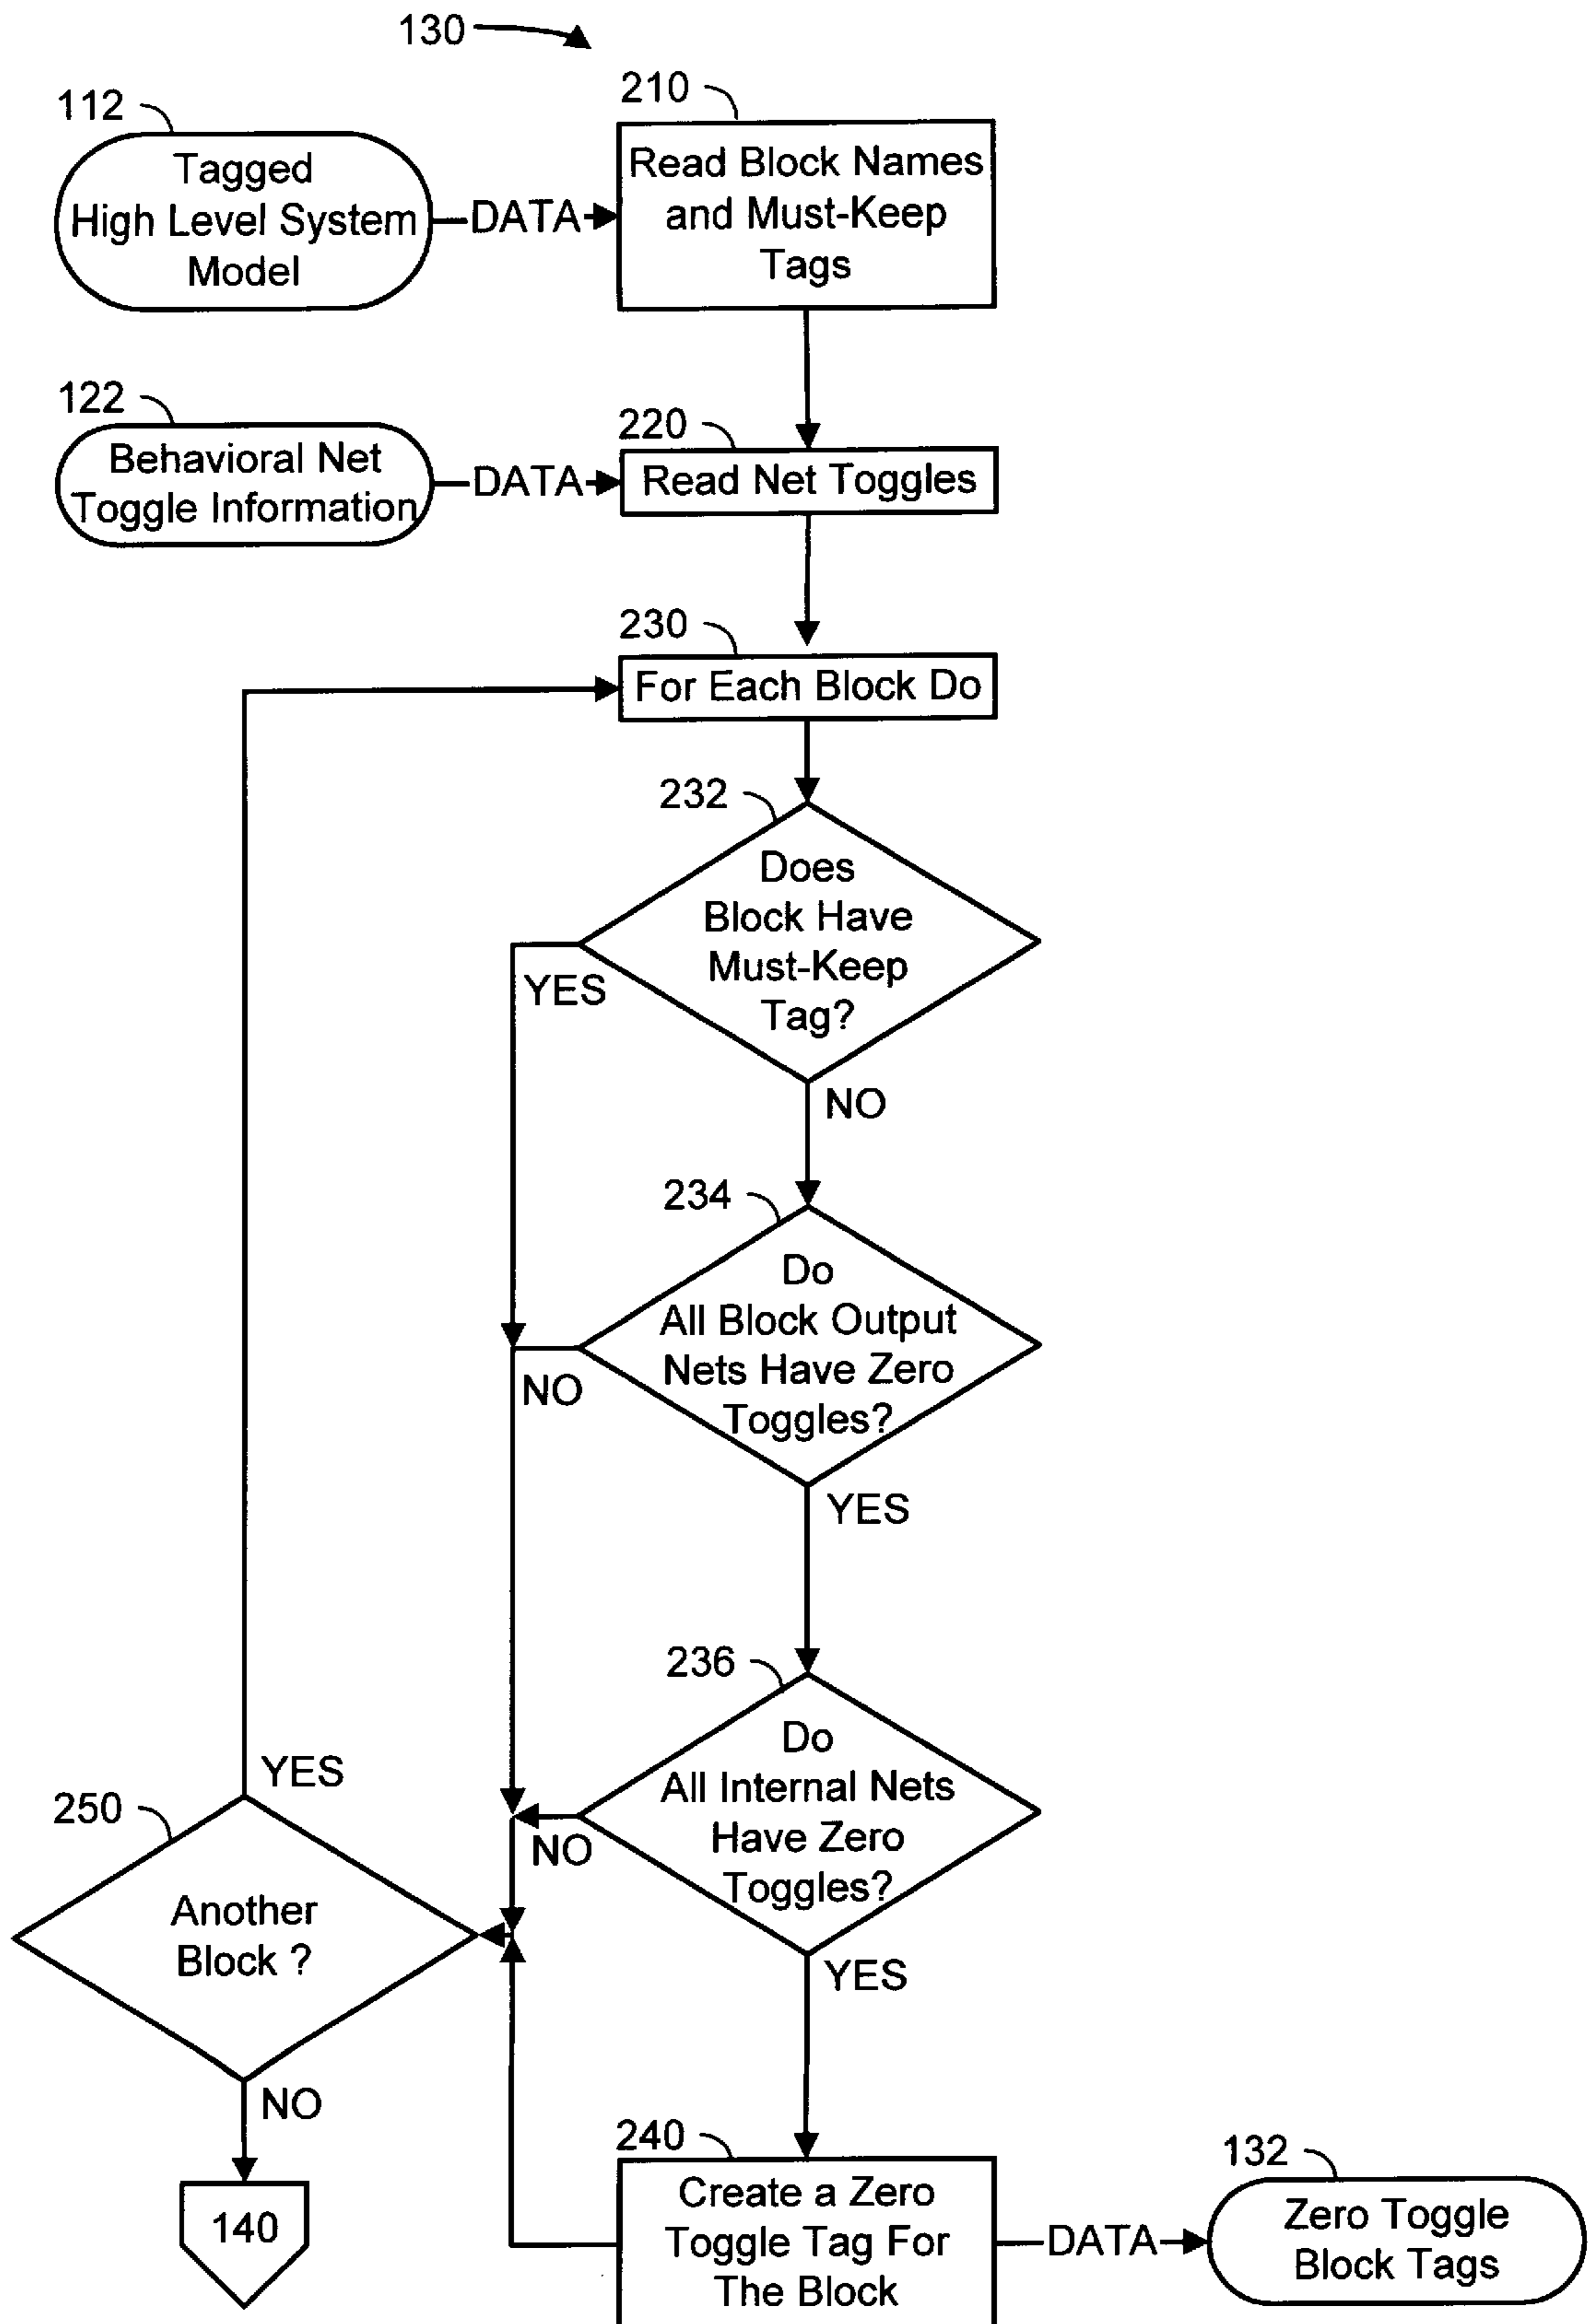 130
210
112
Tagged
High Level System
Model
DATA
Read Block Names
and Must-Keep
Tags
122
Behavioral Net
Toggle Information
DATA
220
Read Net Toggles
230
For Each Block Do
232
Does
Block Have
Must-Keep
Tag?
YES
NO
234
Do
All Block Output
Nets Have Zero
Toggles?
NO
YES
236
Do
All Internal Nets
Have Zero
Toggles?
NO
YES
YES
250
Another
Block ?
NO
140
240
Create a Zero
Toggle Tag For
The Block
DATA
132
Zero Toggle
Block Tags